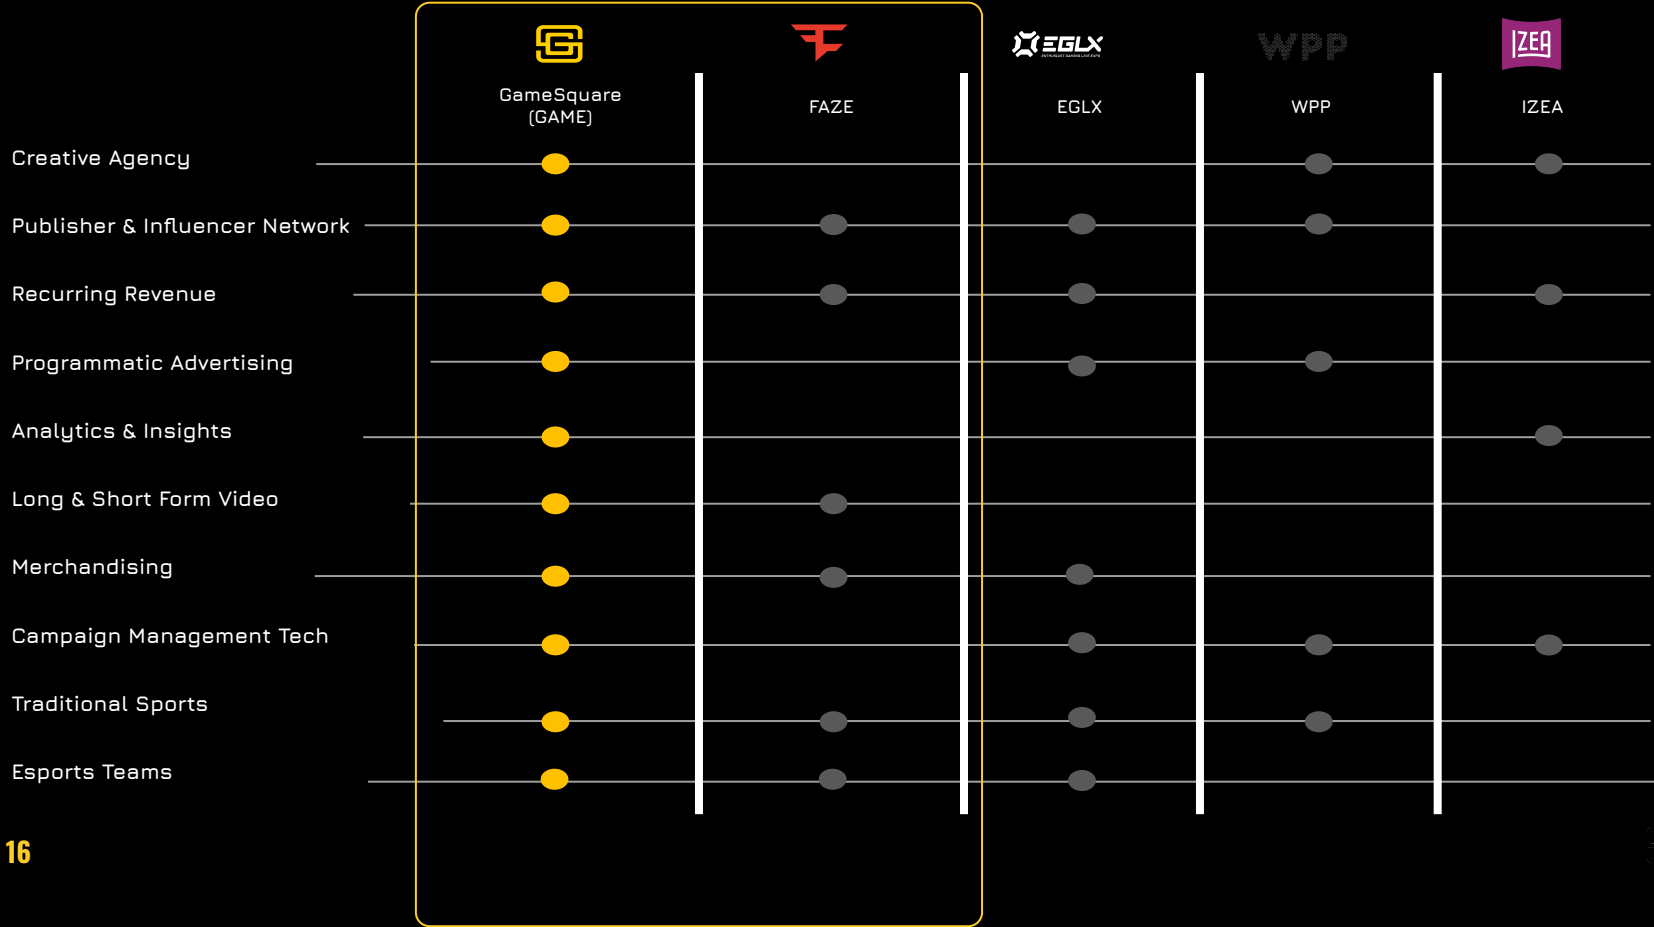 EGLX
WPP
IZEA
GameSquare
(GAME)
FAZE
EGLX
WPP
IZEA
Creative Agency
Publisher & Influencer Network
Recurring Revenue
Programmatic Advertising
Analytics & Insights
Long & Short Form Video
Merchandising
Campaign Management Tech
Traditional Sports
Esports Teams
16